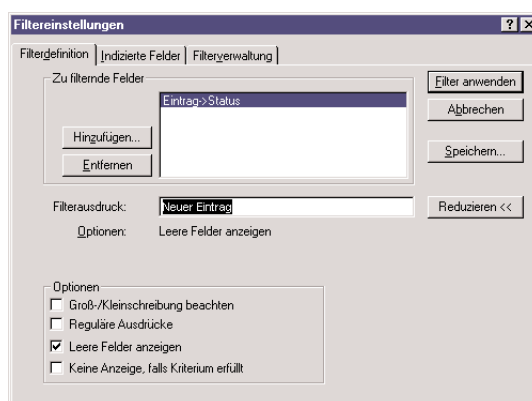 Filtereinstellungen
Filterdefinition Indizierte Felder Filterverwaltung
Zu filternde Felder
Eintrag->Status
Hinzufügen...
Entfernen
Filter anwenden
Abbrechen
Speichern...
Filterausdruck: Neuer Eintrag
Reduzieren <<
Optionen: Leere Felder anzeigen
Optionen
Groß-/Kleinschreibung beachten
Reguläre Ausdrücke
Leere Felder anzeigen
Keine Anzeige, falls Kriterium erfüllt